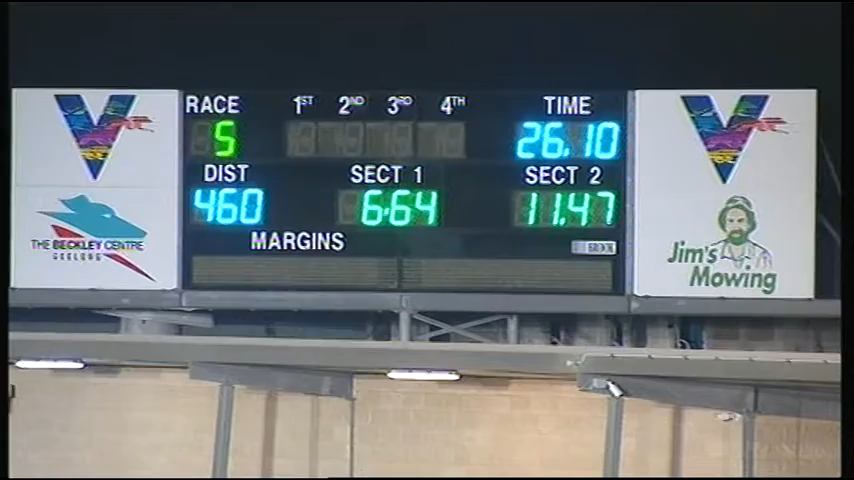 RACE 1ST 2ND 3RD 4TH TIME
5 26.10
DIST SECT 1 SECT 2
460 6.64 11.47
MARGINS
V
THE BECKLEY CENTRE
GEELONG
V
Jim's
Mowing